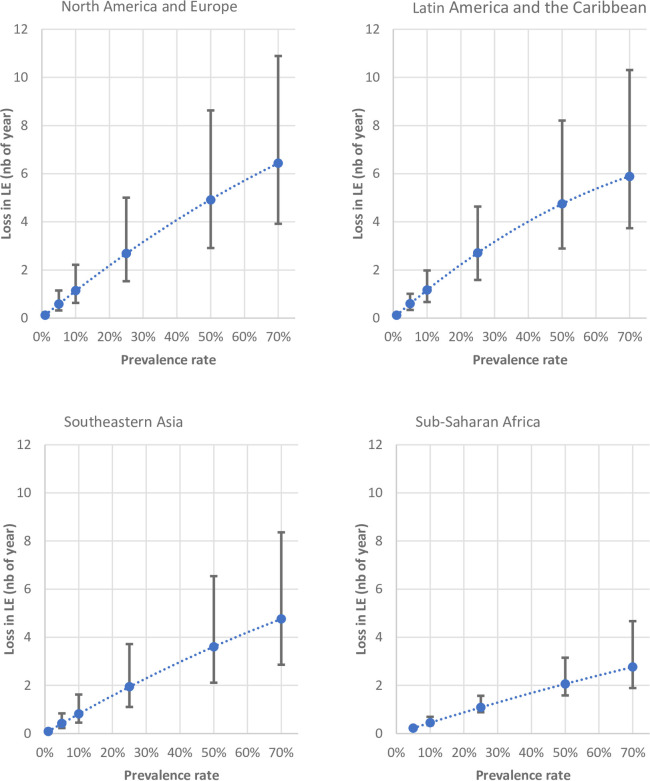 North America and Europe
Loss in LE (nb of year)
12
10
8
6
4
2
0
0% 10% 20% 30% 40% 50% 60% 70%
Prevalence rate
Latin America and the Caribbean
Loss in LE (nb of year)
12
10
8
6
4
2
0
0% 10% 20% 30% 40% 50% 60% 70%
Prevalence rate
Southeastern Asia
Loss in LE (nb of year)
12
10
8
6
4
2
0
0% 10% 20% 30% 40% 50% 60% 70%
Prevalence rate
Sub-Saharan Africa
Loss in LE (nb of year)
12
10
8
6
4
2
0
0% 10% 20% 30% 40% 50% 60% 70%
Prevalence rate